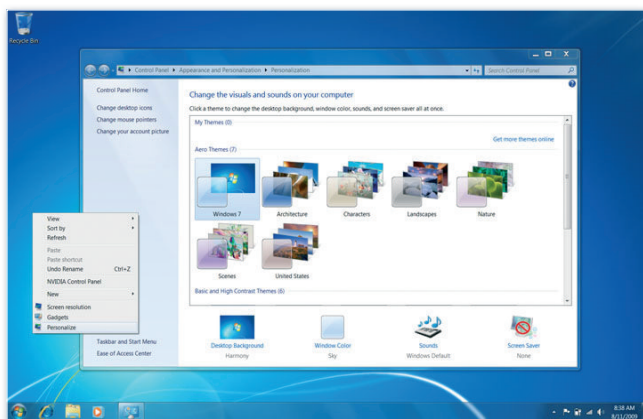 Recycle Bin
Control Panel
Appearance and Personalization
Personalization
Search Control Panel
Control Panel Home
Change desktop icons
Change mouse pointers
Change your account picture
Change the visuals and sounds on your computer
Click a theme to change the desktop background, window color, sounds, and screen saver all at once.
My Themes (0)
Get more themes online
Aero Themes (7)
Windows 7
Architecture
Characters
Landscapes
Nature
Scenes
United States
Basic and High Contrast Themes (6)
Desktop Background
Harmony
Window Color
Sky
Sounds
Windows Default
Screen Saver
None
View
Sort by
Refresh
Paste
Paste shortcut
Undo Rename Ctrl+Z
NVIDIA Control Panel
New
Screen resolution
Gadgets
Personalize
Taskbar and Start Menu
Ease of Access Center
8:38 AM
8/11/2009